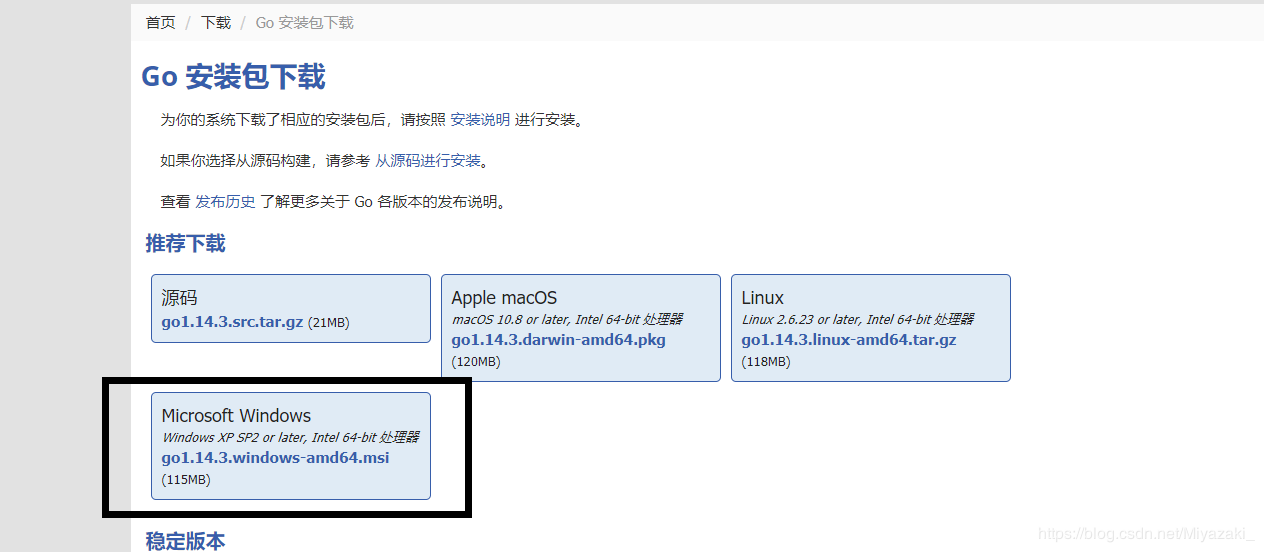 首页 / 下载 / Go 安装包下载
Go 安装包下载
为你的系统下载了相应的安装包后，请按照 安装说明 进行安装。
如果你选择从源码构建，请参考 从源码进行安装。
查看 发布历史 了解更多关于 Go 各版本的发布说明。
推荐下载
源码
go1.14.3.src.tar.gz (21MB)
Apple macOS
macOS 10.8 or later, Intel 64-bit 处理器
go1.14.3.darwin-amd64.pkg
(120MB)
Linux
Linux 2.6.23 or later, Intel 64-bit 处理器
go1.14.3.linux-amd64.tar.gz
(118MB)
Microsoft Windows
Windows XP SP2 or later, Intel 64-bit 处理器
go1.14.3.windows-amd64.msi
(115MB)
稳定版本
https://blog.csdn.net/Miyazaki_